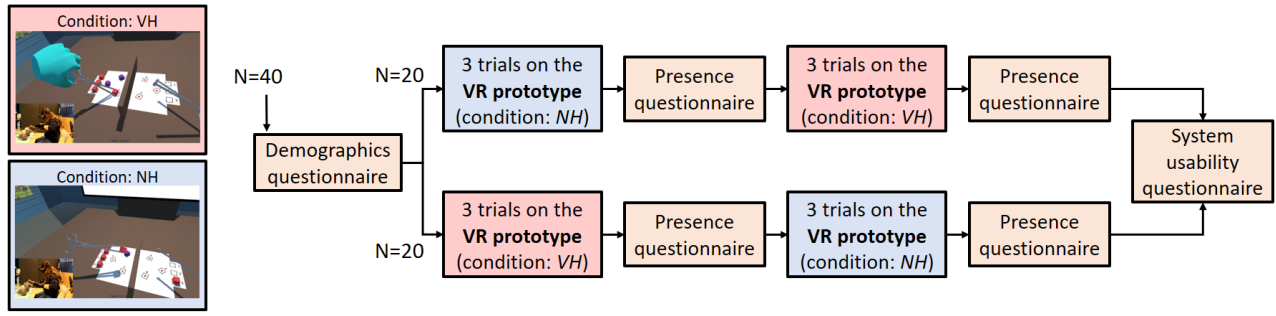 Condition: VH
Condition: NH
N=40
Demographics
questionnaire
N=20
3 trials on the
VR prototype
(condition: NH)
Presence
questionnaire
3 trials on the
VR prototype
(condition: VH)
Presence
questionnaire
N=20
3 trials on the
VR prototype
(condition: VH)
Presence
questionnaire
3 trials on the
VR prototype
(condition: NH)
Presence
questionnaire
System
usability
questionnaire